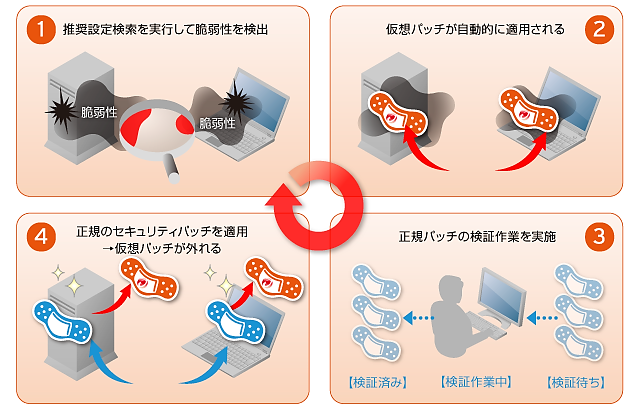 1 推奨設定検索を実行して脆弱性を検出
脆弱性
脆弱性
仮想パッチが自動的に適用される 2
4 正規のセキュリティパッチを適用
→仮想パッチが外れる
正規パッチの検証作業を実施 3
【検証済み】 【検証作業中】 【検証待ち】